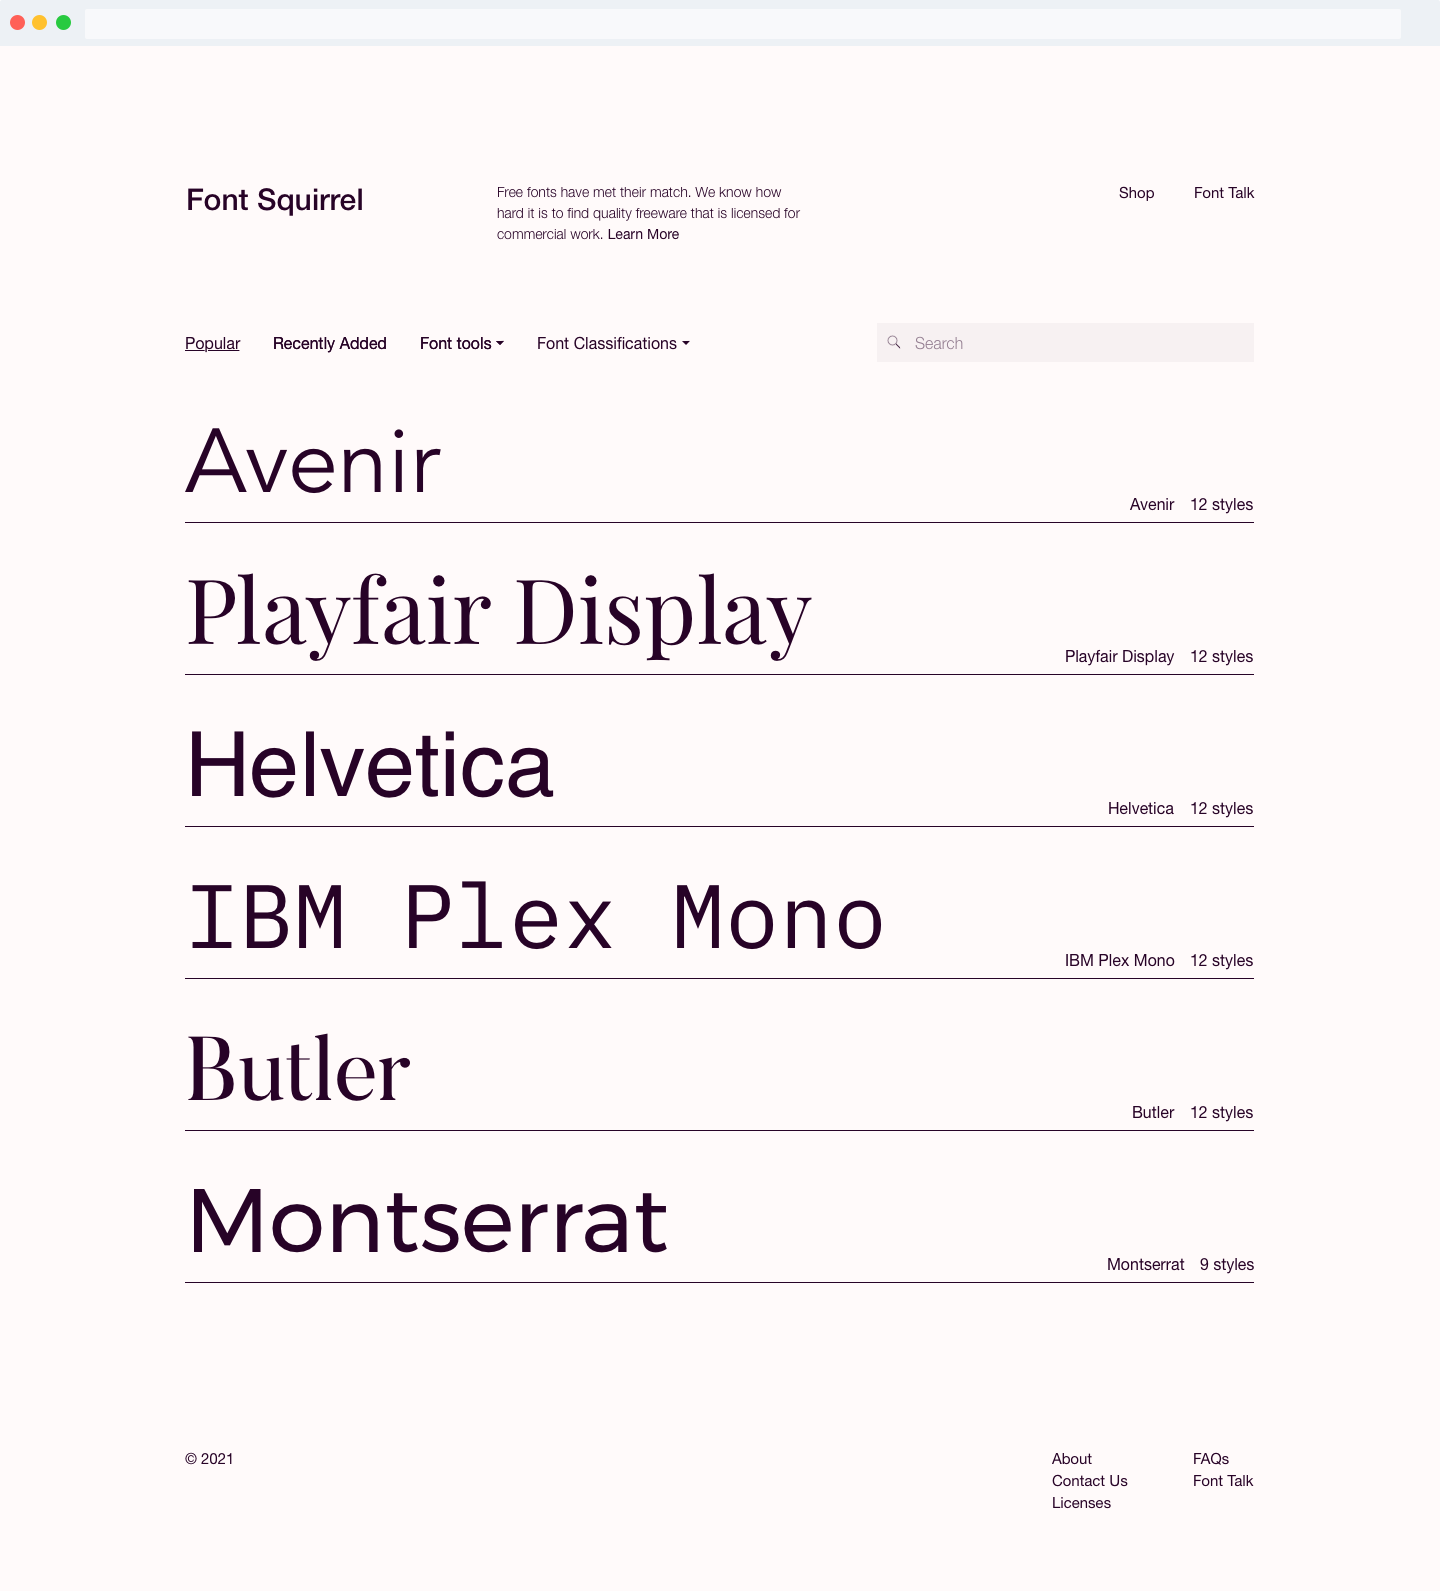 Font Squirrel
Free fonts have met their match. We know how
hard it is to find quality freeware that is licensed for
commercial work. Learn More
Shop
Font Talk
Popular
Recently Added
Font tools
Font Classifications
Search
Avenir
Avenir 12 styles
Playfair Display
Playfair Display 12 styles
Helvetica
Helvetica 12 styles
IBM Plex Mono
IBM Plex Mono 12 styles
Butler
Butler 12 styles
Montserrat
Montserrat 9 styles
© 2021
About
Contact Us
Licenses
FAQs
Font Talk